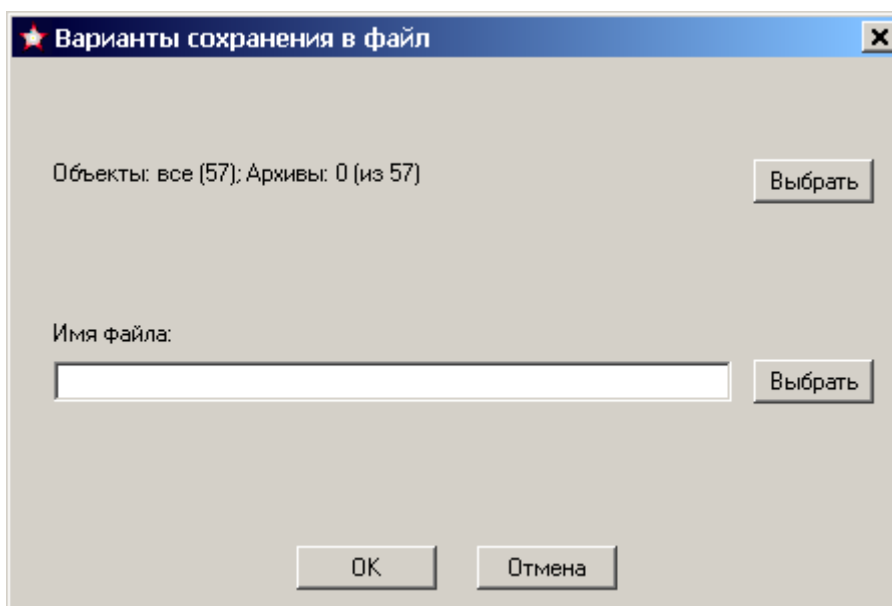 Варианты сохранения в файл
Объекты: все (57); Архивы: 0 (из 57)
Выбрать
Имя файла:
Выбрать
OK
Отмена